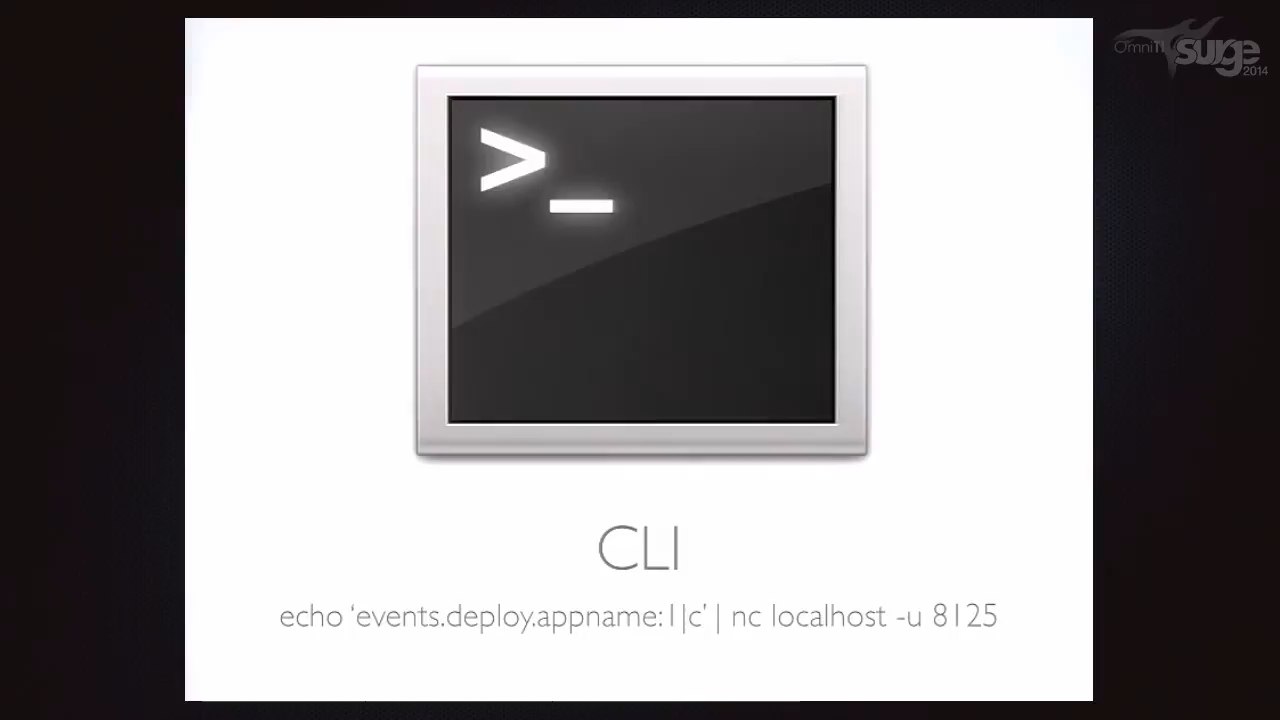 OmniTI surge 2014
>_
CLI
echo ‘events.deploy.appname:1|c’ | nc localhost -u 8125